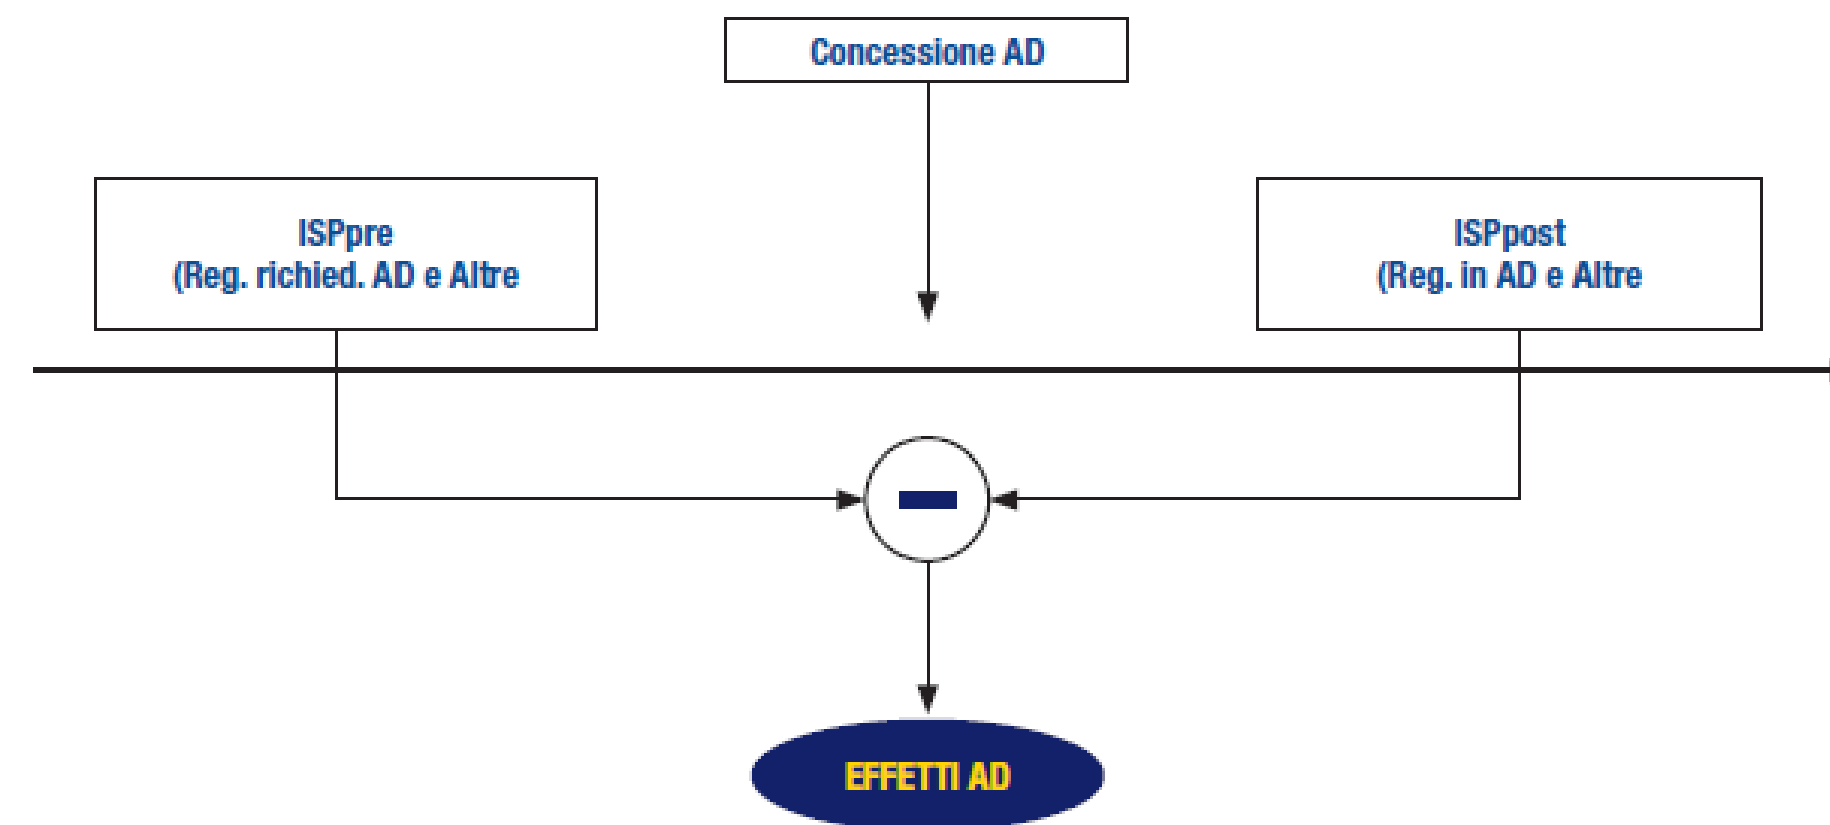 Concessione AD
ISPpre
(Reg. richied. AD e Altre
ISPpost
(Reg. in AD e Altre
EFFETTI AD